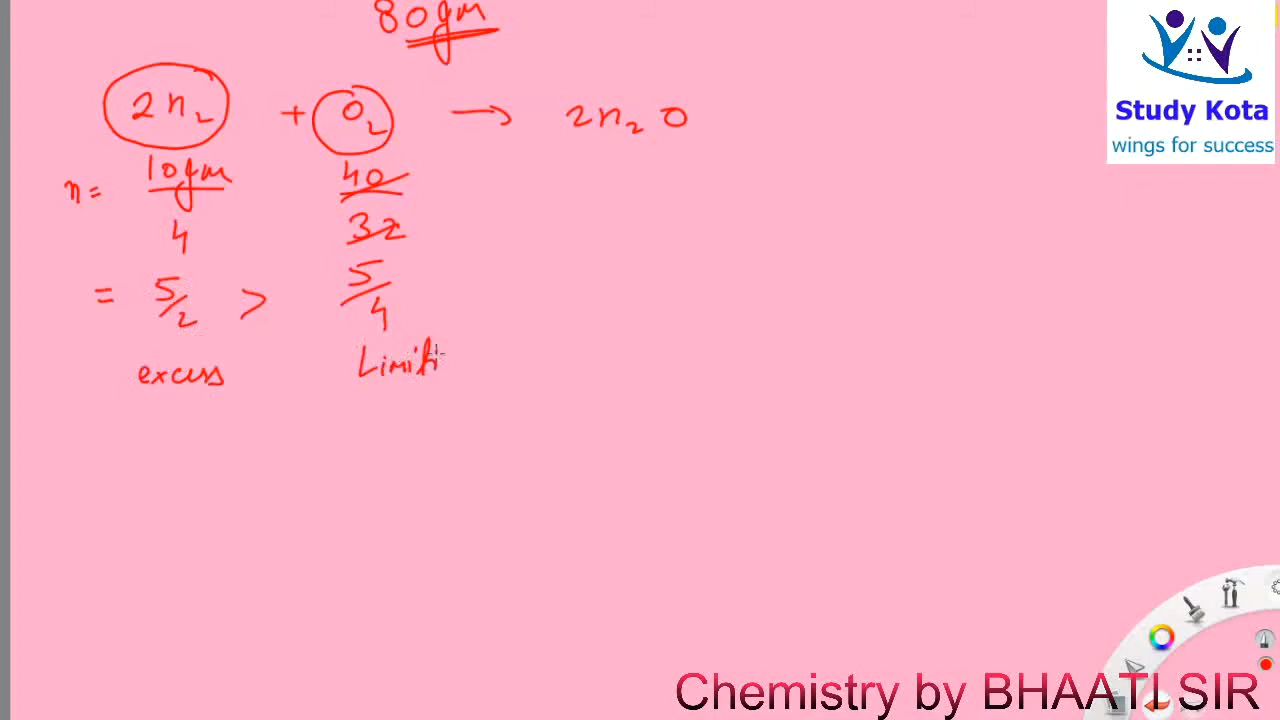 80gm
2H₂ + O₂ → 2H₂O
n = 10gm 40
4 32
= 5/2 > 5/4
excess Limiti
Study Kota
wings for success
Chemistry by BHAATI SIR